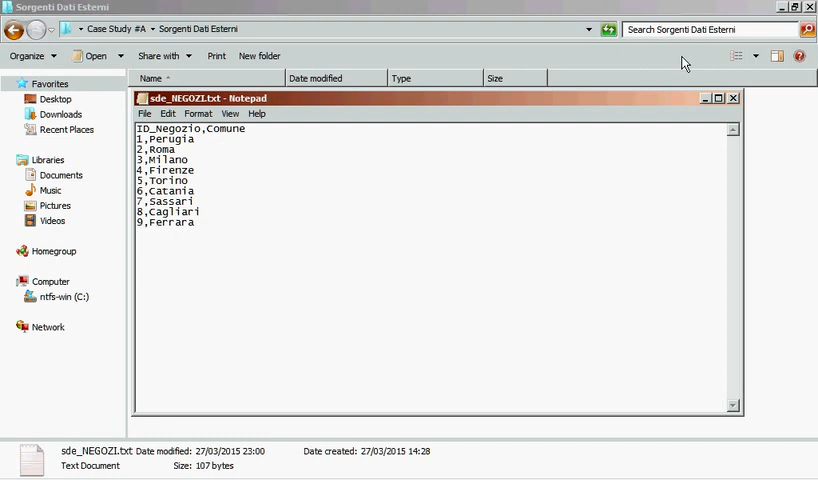 Sorgenti Dati Esterni
Case Study #A
Sorgenti Dati Esterni
Search Sorgenti Dati Esterni
Organize
Open
Share with
Print
New folder
Name
Date modified
Type
Size
Favorites
Desktop
Downloads
Recent Places
Libraries
Documents
Music
Pictures
Videos
Homegroup
Computer
ntfs-win (C:)
Network
sde_NEGOZI.txt - Notepad
File Edit Format View Help
ID_Negozio,Comune
1,Perugia
2,Roma
3,Milano
4,Firenze
5,Torino
6,Catania
7,Sassari
8,Cagliari
9,Ferrara
sde_NEGOZI.txt Date modified: 27/03/2015 23:00 Date created: 27/03/2015 14:28
Text Document Size: 107 bytes